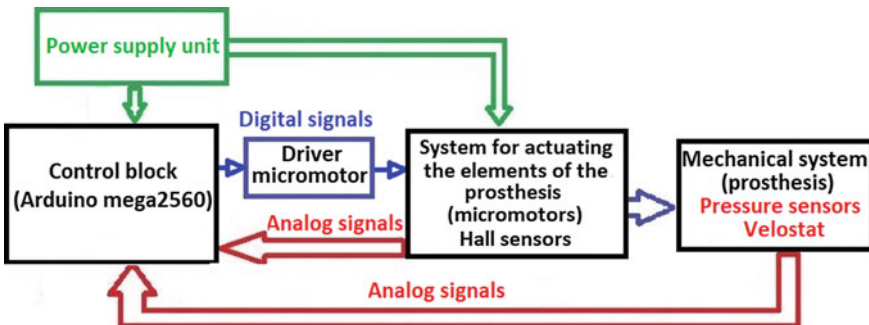 Power supply unit
Digital signals
Control block
(Arduino mega2560)
Driver
micromotor
System for actuating
the elements of the
prosthesis
(micromotors)
Hall sensors
Mechanical system
(prosthesis)
Pressure sensors
Velostat
Analog signals
Analog signals